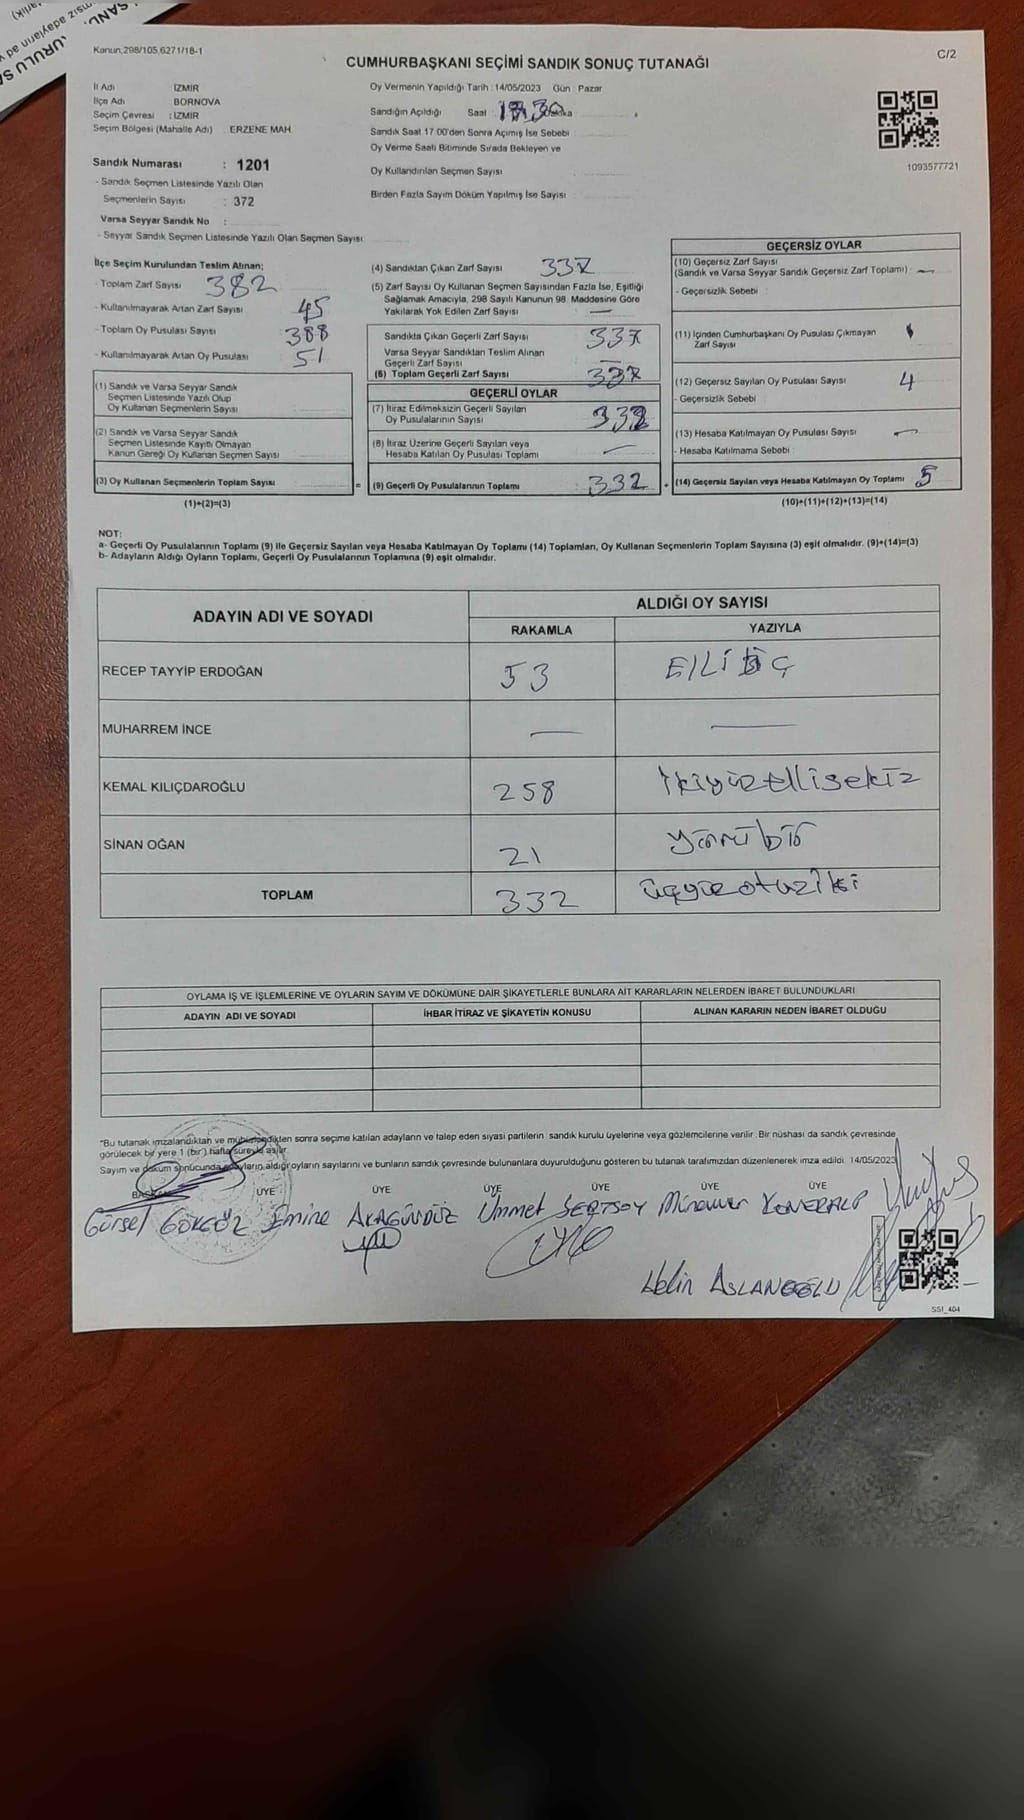 Kanun,298/105,6271/18-1
C/2
CUMHURBAŞKANI SEÇİMİ SANDIK SONUÇ TUTANAĞI
İl Adı İZMİR
İlçe Adı BORNOVA
Seçim Çevresi : İZMİR
Seçim Bölgesi (Mahalle Adı) ERZENE MAH.
Oy Vermenin Yapıldığı Tarih : 14/05/2023 Gün : Pazar
Sandığın Açıldığı Saat
Sandık Saat 17.00'den Sonra Açılmış İse Sebebi
Oy Verme Saati Bitiminde Sırada Bekleyen ve
Oy Kullandırılan Seçmen Sayısı
Birden Fazla Sayım Döküm Yapılmış İse Sayısı
1093577721
Sandık Numarası : 1201
- Sandık Seçmen Listesinde Yazılı Olan
Seçmenlerin Sayısı : 372
Varsa Seyyar Sandık No :
- Seyyar Sandık Seçmen Listesinde Yazılı Olan Seçmen Sayısı:
İlçe Seçim Kurulundan Teslim Alınan;
- Toplam Zarf Sayısı 382
- Kullanılmayarak Artan Zarf Sayısı 45
- Toplam Oy Pusulası Sayısı 388
- Kullanılmayarak Artan Oy Pusulası 51
(1) Sandık ve Varsa Seyyar Sandık
Seçmen Listesinde Yazılı Olup
Oy Kullanan Seçmenlerin Sayısı
(2) Sandık ve Varsa Seyyar Sandık
Seçmen Listesinde Kayıtlı Olmayan
Kanun Gereği Oy Kullanan Seçmen Sayısı
(3) Oy Kullanan Seçmenlerin Toplam Sayısı =
(1)+(2)=(3)
(4) Sandıktan Çıkan Zarf Sayısı 337
(5) Zarf Sayısı Oy Kullanan Seçmen Sayısından Fazla İse, Eşitliği
Sağlamak Amacıyla, 298 Sayılı Kanunun 98. Maddesine Göre
Yakılarak Yok Edilen Zarf Sayısı : —
Sandıkta Çıkan Geçerli Zarf Sayısı : 337
Varsa Seyyar Sandıktan Teslim Alınan
Geçerli Zarf Sayısı : —
(6) Toplam Geçerli Zarf Sayısı : 337
GEÇERLİ OYLAR
(7) İtiraz Edilmeksizin Geçerli Sayılan
Oy Pusulalarının Sayısı : 332
(8) İtiraz Üzerine Geçerli Sayılan veya
Hesaba Katılan Oy Pusulası Toplamı : —
(9) Geçerli Oy Pusulalarının Toplamı : 332 +
GEÇERSİZ OYLAR
(10) Geçersiz Zarf Sayısı
(Sandık ve Varsa Seyyar Sandık Geçersiz Zarf Toplamı) : —
- Geçersizlik Sebebi :
(11) İçinden Cumhurbaşkanı Oy Pusulası Çıkmayan
Zarf Sayısı
(12) Geçersiz Sayılan Oy Pusulası Sayısı : 4
- Geçersizlik Sebebi :
(13) Hesaba Katılmayan Oy Pusulası Sayısı : —
- Hesaba Katılmama Sebebi :
(14) Geçersiz Sayılan veya Hesaba Katılmayan Oy Toplamı : 5
(10)+(11)+(12)+(13)=(14)
NOT:
a- Geçerli Oy Pusulalarının Toplamı (9) ile Geçersiz Sayılan veya Hesaba Katılmayan Oy Toplamı (14) Toplamları, Oy Kullanan Seçmenlerin Toplam Sayısına (3) eşit olmalıdır. (9)+(14)=(3)
b- Adayların Aldığı Oyların Toplamı, Geçerli Oy Pusulalarının Toplamına (9) eşit olmalıdır.
ADAYIN ADI VE SOYADI ALDIĞI OY SAYISI
RAKAMLA YAZIYLA
RECEP TAYYİP ERDOĞAN 53 Elli üç
MUHARREM İNCE — —
KEMAL KILIÇDAROĞLU 258 ikiyüzellisekiz
SİNAN OĞAN 21 yirmi bir
TOPLAM 332 üçyüzotuziki
OYLAMA İŞ VE İŞLEMLERİNE VE OYLARIN SAYIM VE DÖKÜMÜNE DAİR ŞİKAYETLERLE BUNLARA AİT KARARLARIN NELERDEN İBARET BULUNDUKLARI
ADAYIN ADI VE SOYADI İHBAR İTİRAZ VE ŞİKAYETİN KONUSU ALINAN KARARIN NEDEN İBARET OLDUĞU
"Bu tutanak imzalandıktan ve mühürlendikten sonra seçime katılan adayların ve talep eden siyasi partilerin sandık kurulu üyelerine veya gözlemcilerine verilir. Bir nüshası da sandık çevresinde
görülecek bir yere 1 (bir) hafta süreyle asılır.
Sayım ve döküm sonucunda adayların aldığı oyların sayılarını ve bunların sandık çevresinde bulunanlara duyurulduğunu gösteren bu tutanak tarafımızdan düzenlenerek imza edildi. 14/05/2023
BAŞKAN ÜYE ÜYE ÜYE ÜYE ÜYE ÜYE
Gürsel GÖKGÖZ Emine AKAGÜNDÜZ Ümmet SERTSOY Münevver KONERALP
Helin ASLANOĞLU
SSİ_404